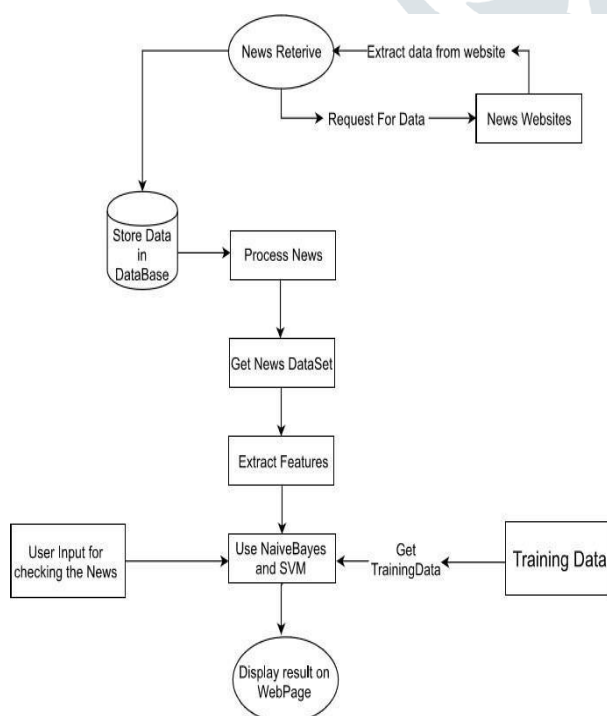 News Reterive
Extract data from website
Request For Data
News Websites
Store Data
in
DataBase
Process News
Get News DataSet
Extract Features
User Input for
checking the News
Use NaiveBayes
and SVM
Get
TrainingData
Training Data
Display result on
WebPage